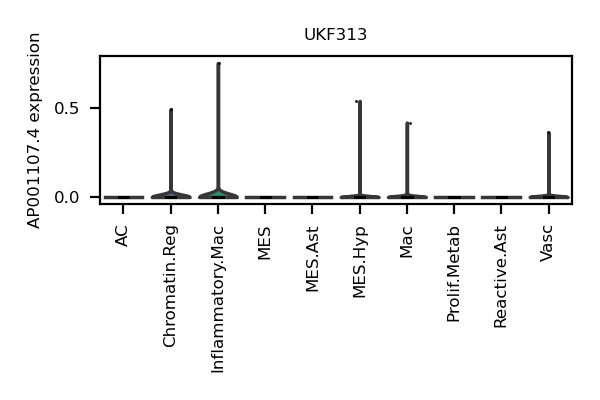 UKF313
AP001107.4 expression
0.5
0.0
AC
Chromatin.Reg
Inflammatory.Mac
MES
MES.Ast
MES.Hyp
Mac
Prolif.Metab
Reactive.Ast
Vasc